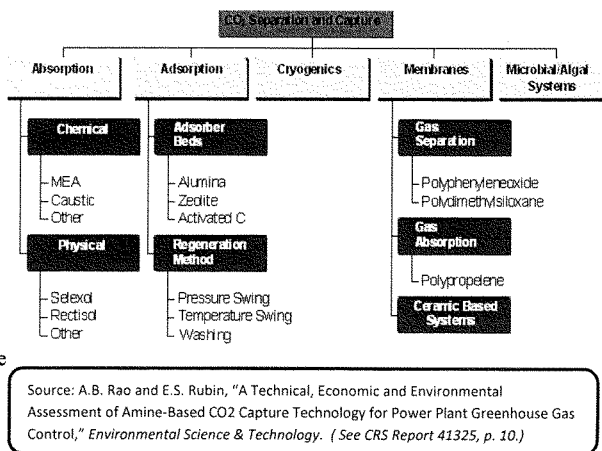 CO₂ Separation and Capture
Absorption
Adsorption
Cryogenics
Membranes
Microbial/Algal
Systems
Chemical
MEA
Caustic
Other
Physical
Selexol
Rectisol
Other
Adsorber
Beds
Alumina
Zeolite
Activated C
Regeneration
Method
Pressure Swing
Temperature Swing
Washing
Gas
Separation
Polyphenyleneoxide
Polydimethylsiloxane
Gas
Absorption
Polypropelene
Ceramic Based
Systems
e
Source: A.B. Rao and E.S. Rubin, "A Technical, Economic and Environmental
Assessment of Amine-Based CO2 Capture Technology for Power Plant Greenhouse Gas
Control," Environmental Science & Technology. ( See CRS Report 41325, p. 10.)